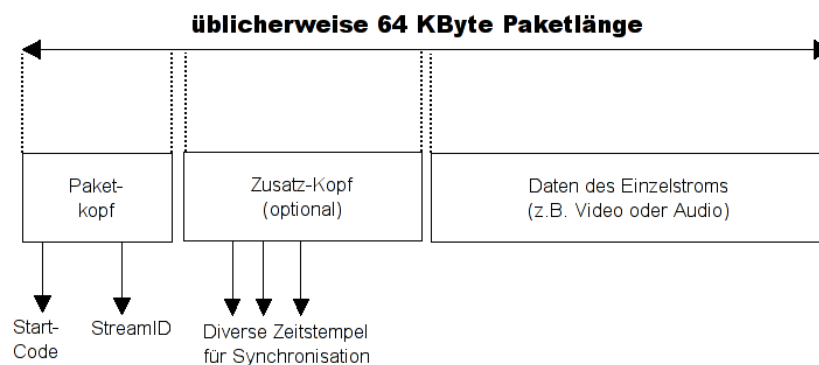 üblicherweise 64 KByte Paketlänge
Paket-
kopf
Zusatz-Kopf
(optional)
Daten des Einzelstroms
(z.B. Video oder Audio)
Start-
Code
StreamID
Diverse Zeitstempel
für Synchronisation